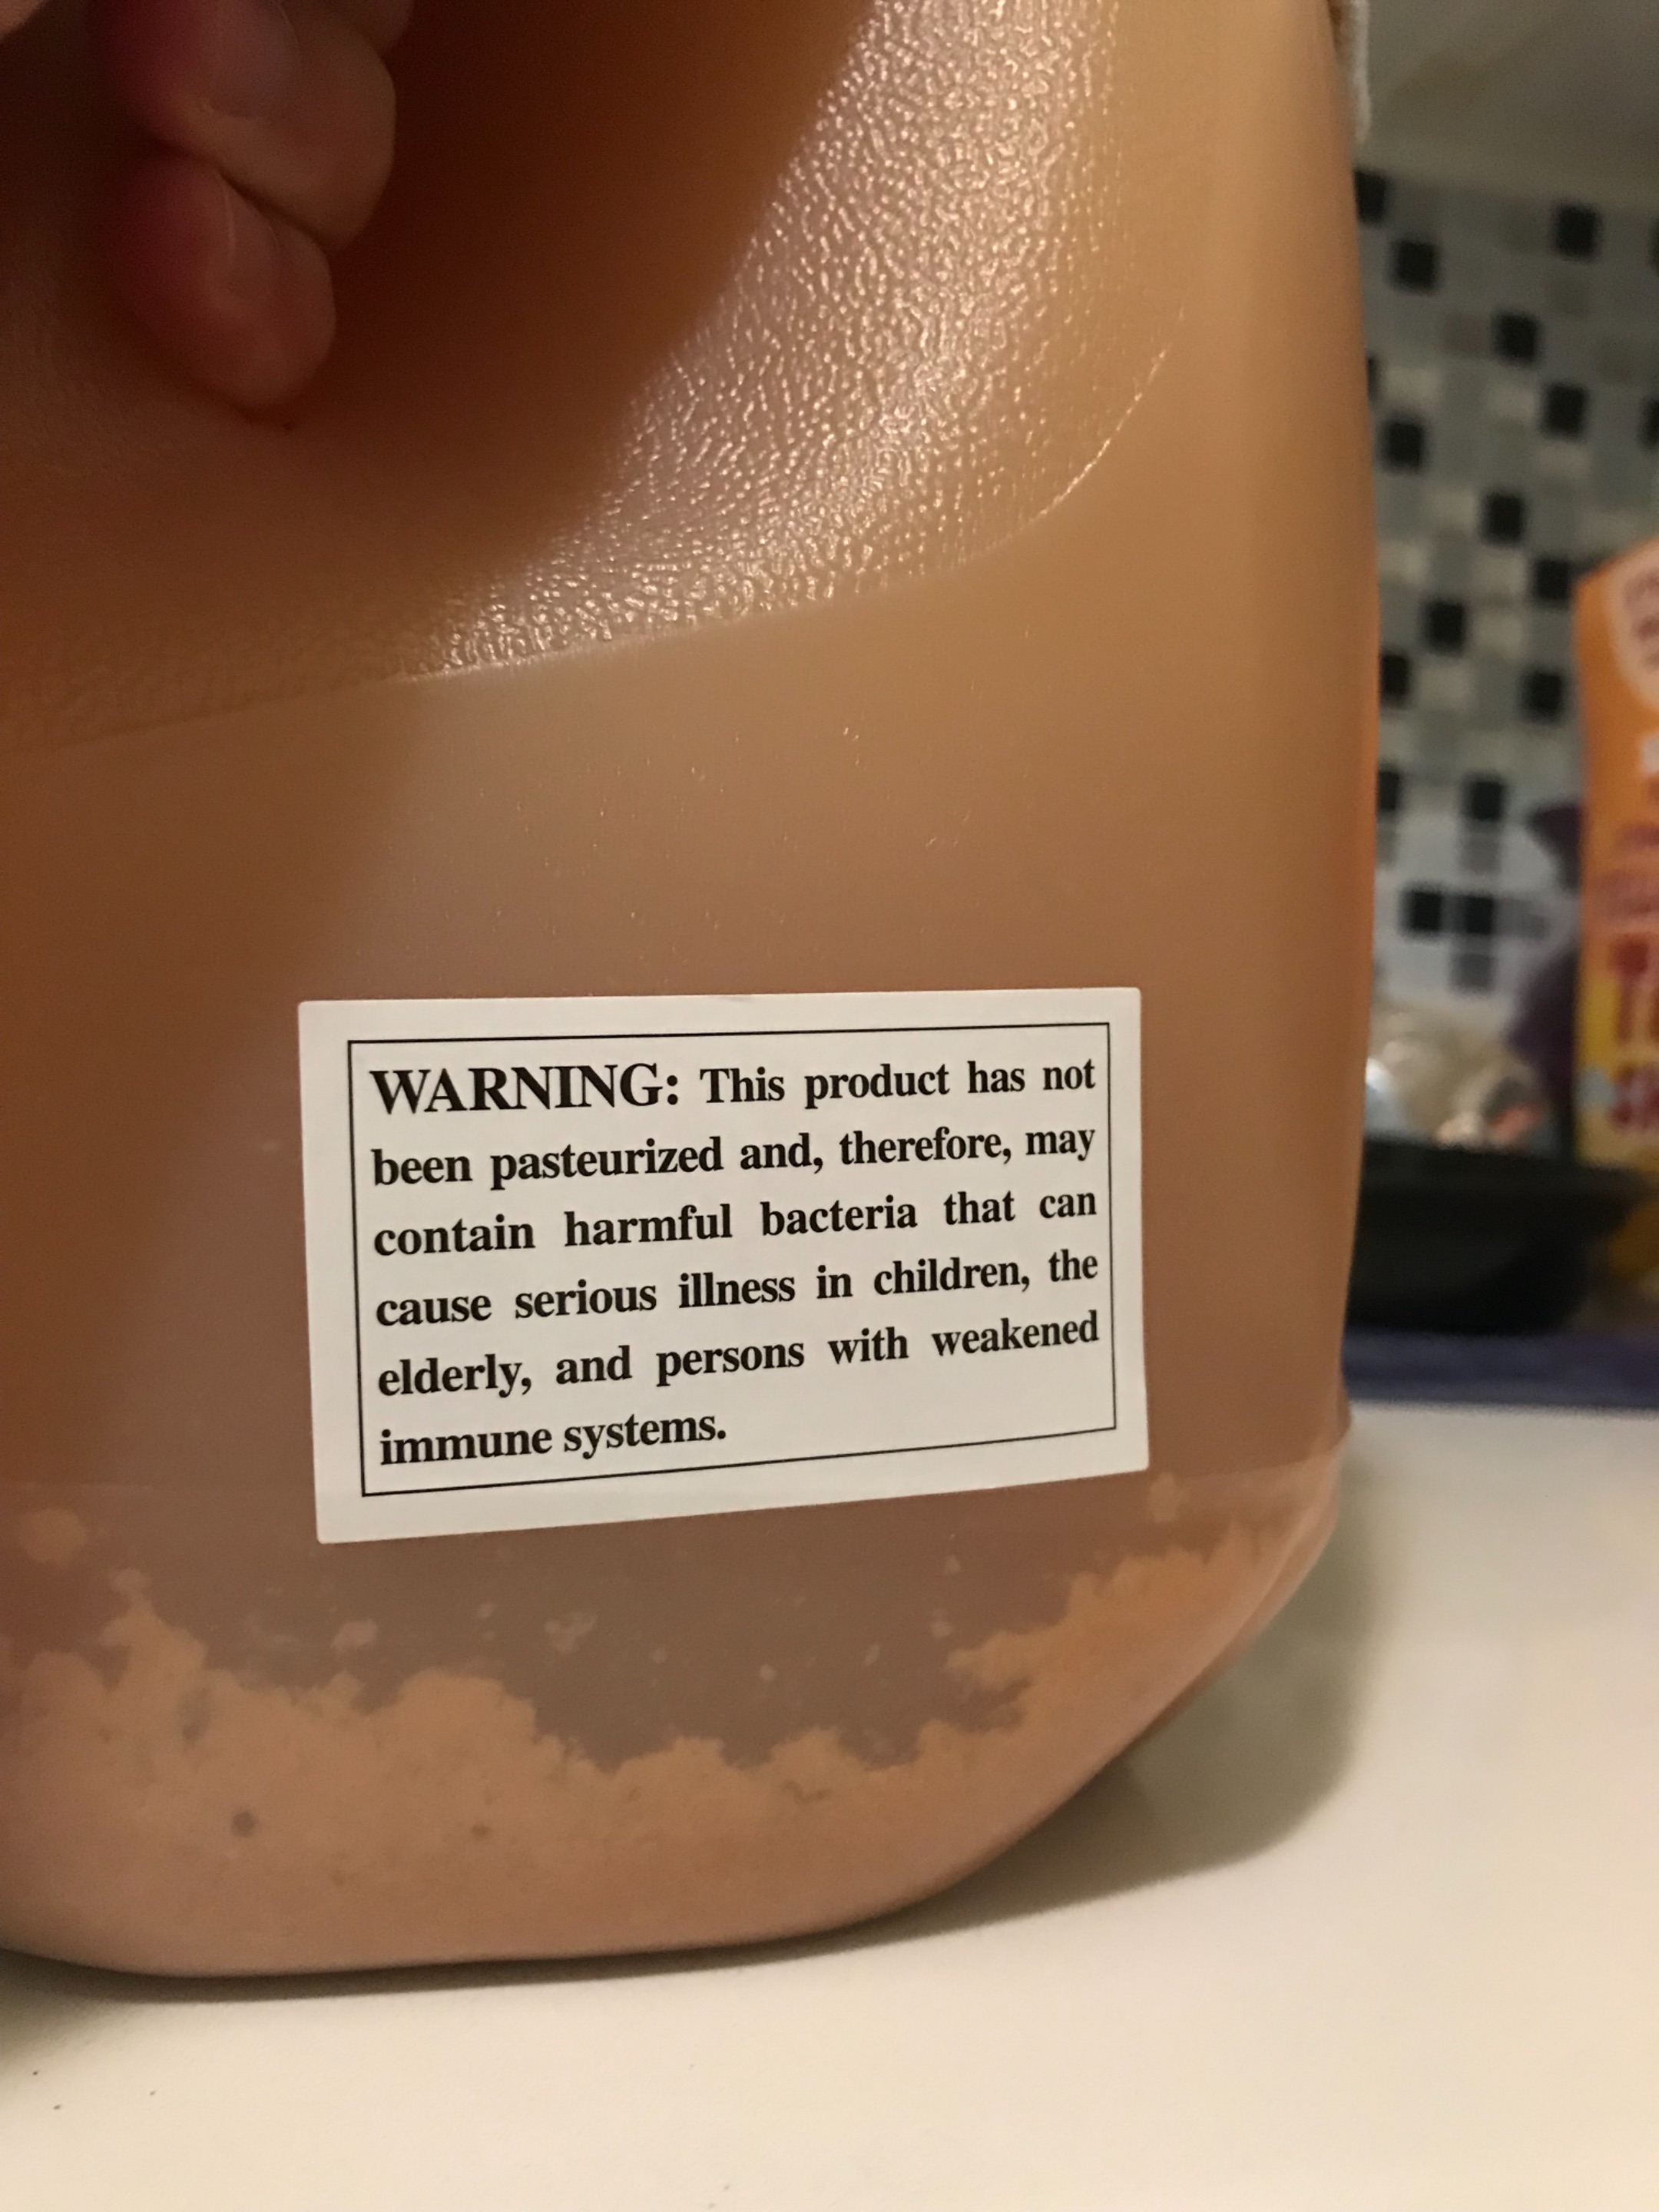 WARNING: This product has not
been pasteurized and, therefore, may
contain harmful bacteria that can
cause serious illness in children, the
elderly, and persons with weakened
immune systems.